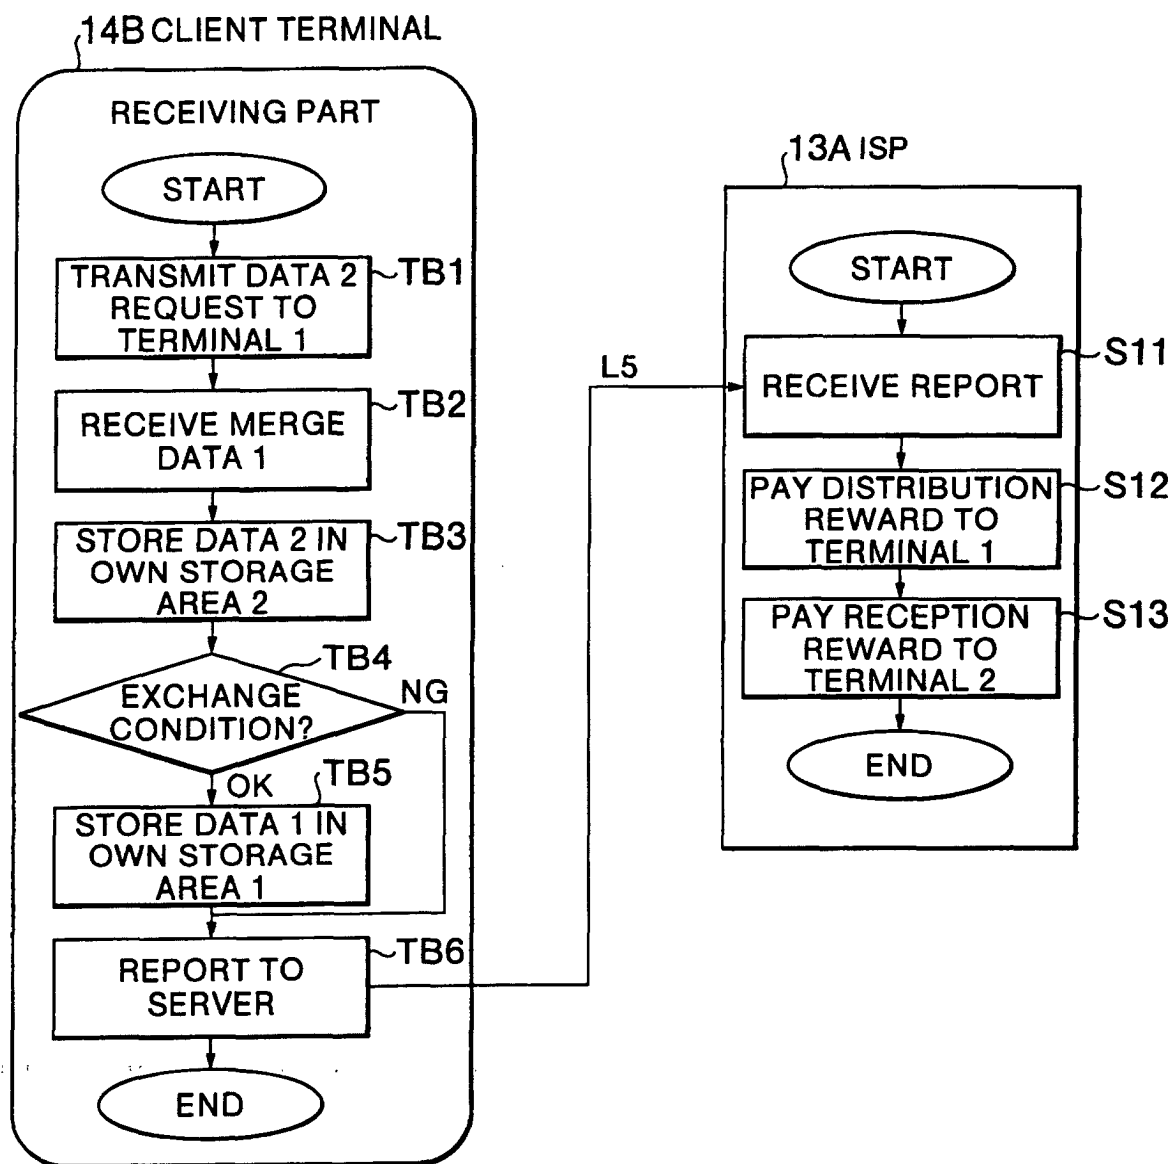 14B CLIENT TERMINAL
RECEIVING PART
START
TRANSMIT DATA 2
REQUEST TO
TERMINAL 1
TB1
RECEIVE MERGE
DATA 1
TB2
STORE DATA 2 IN
OWN STORAGE
AREA 2
TB3
EXCHANGE
CONDITION?
TB4
NG
OK
STORE DATA 1 IN
OWN STORAGE
AREA 1
TB5
REPORT TO
SERVER
TB6
END
L5
13A ISP
START
RECEIVE REPORT
S11
PAY DISTRIBUTION
REWARD TO
TERMINAL 1
S12
PAY RECEPTION
REWARD TO
TERMINAL 2
S13
END